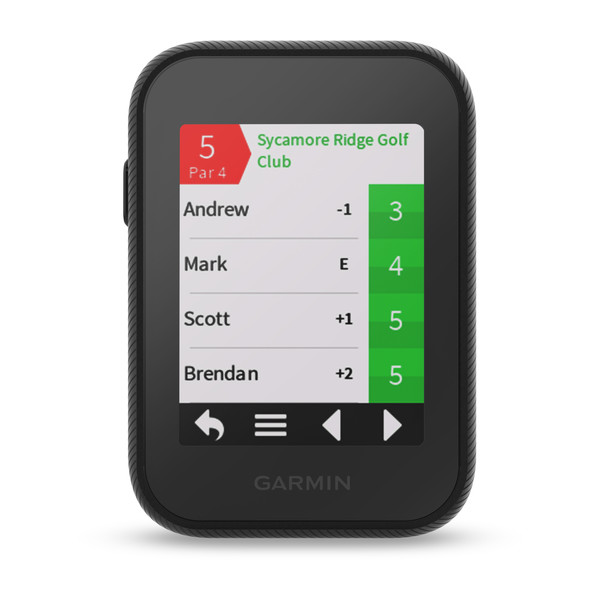 5
Par 4
Sycamore Ridge Golf
Club
Andrew -1 3
Mark E 4
Scott +1 5
Brendan +2 5
GARMIN